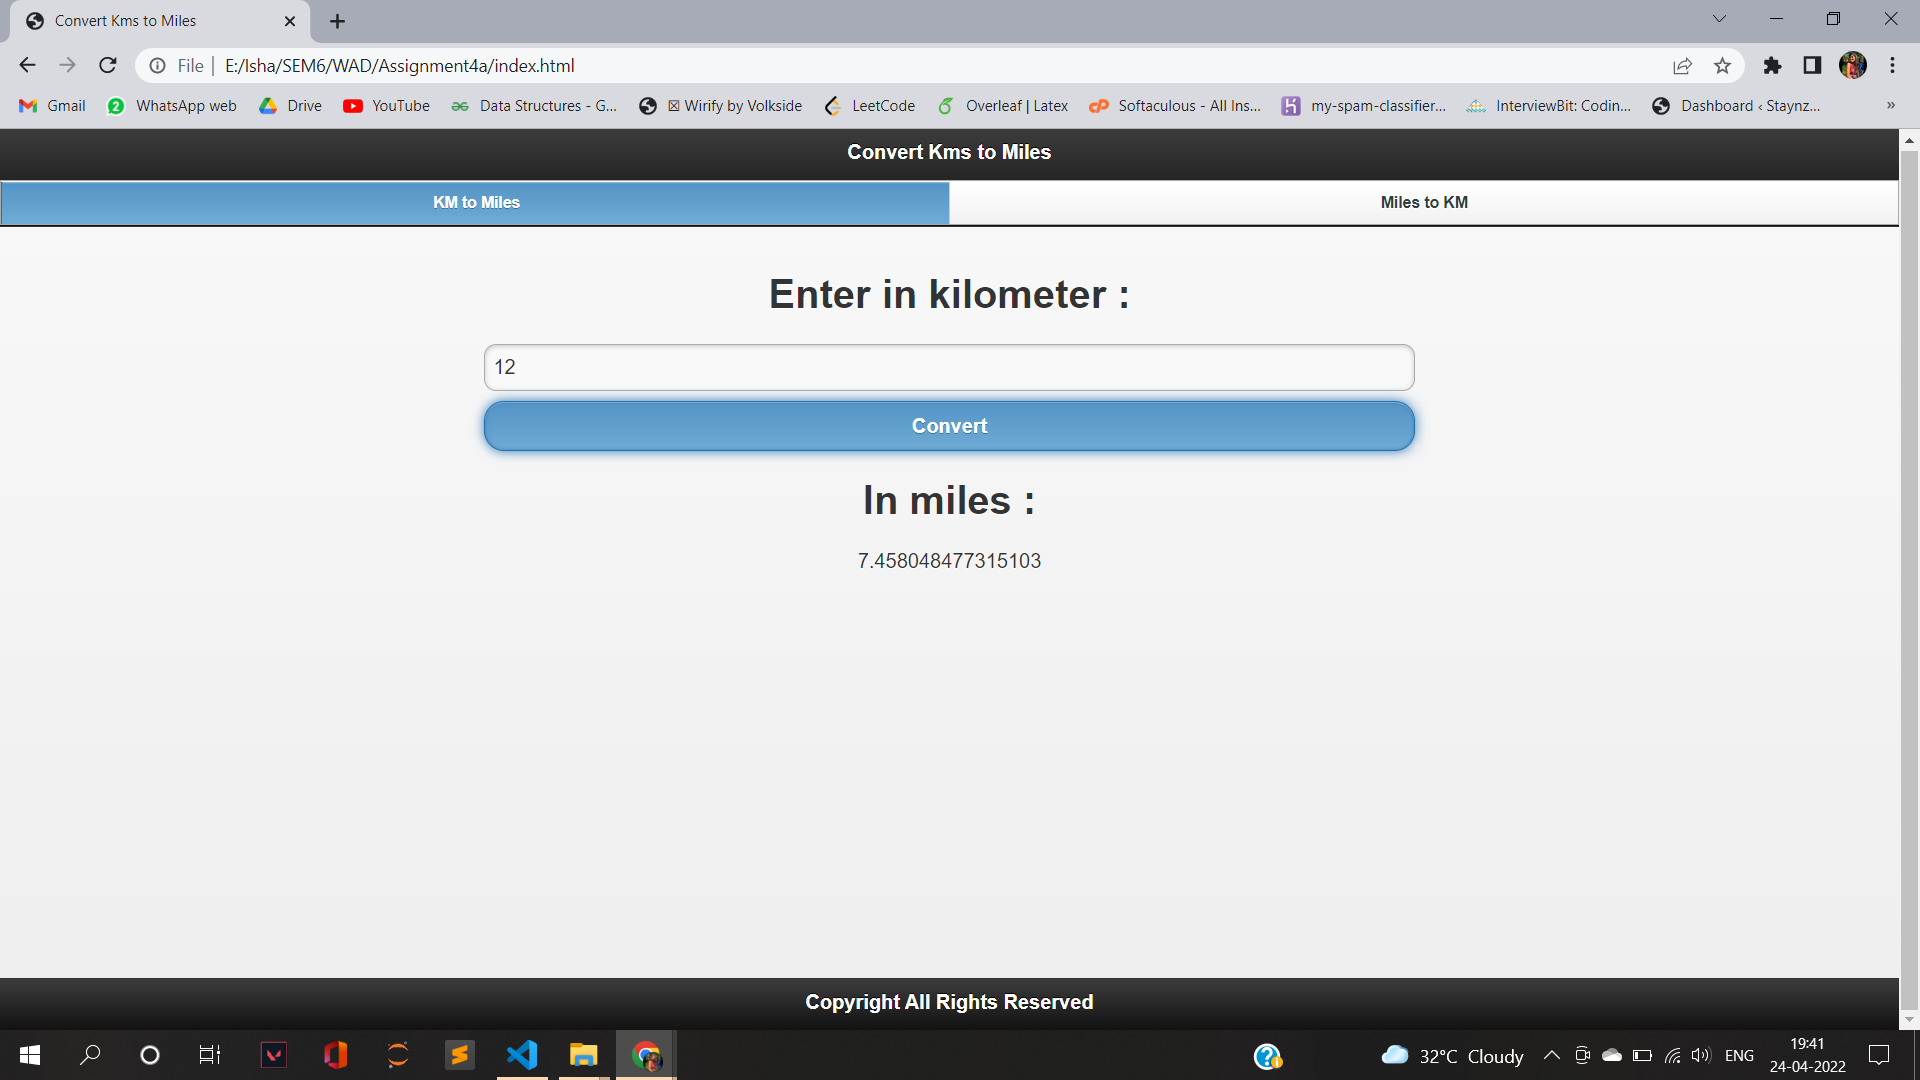 Convert Kms to Miles
File | E:/Isha/SEM6/WAD/Assignment4a/index.html
Gmail WhatsApp web Drive YouTube Data Structures - G... Wirify by Volkside LeetCode Overleaf | Latex Softaculous - All Ins... my-spam-classifier... InterviewBit: Codin... Dashboard ‹ Staynz... »
Convert Kms to Miles
KM to Miles Miles to KM
Enter in kilometer :
12
Convert
In miles :
7.458048477315103
Copyright All Rights Reserved
32°C Cloudy ENG 19:41
24-04-2022